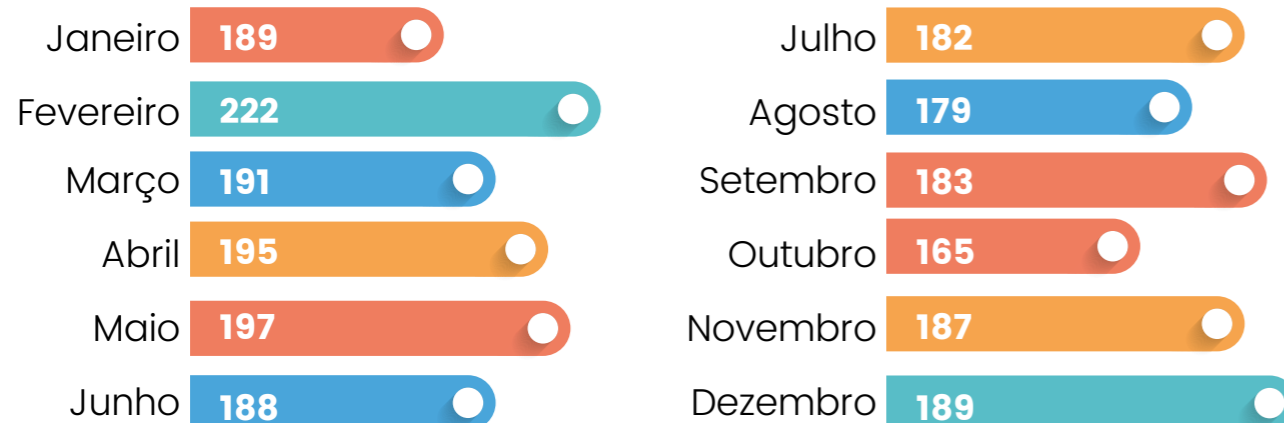 Janeiro 189
Fevereiro 222
Março 191
Abril 195
Maio 197
Junho 188
Julho 182
Agosto 179
Setembro 183
Outubro 165
Novembro 187
Dezembro 189